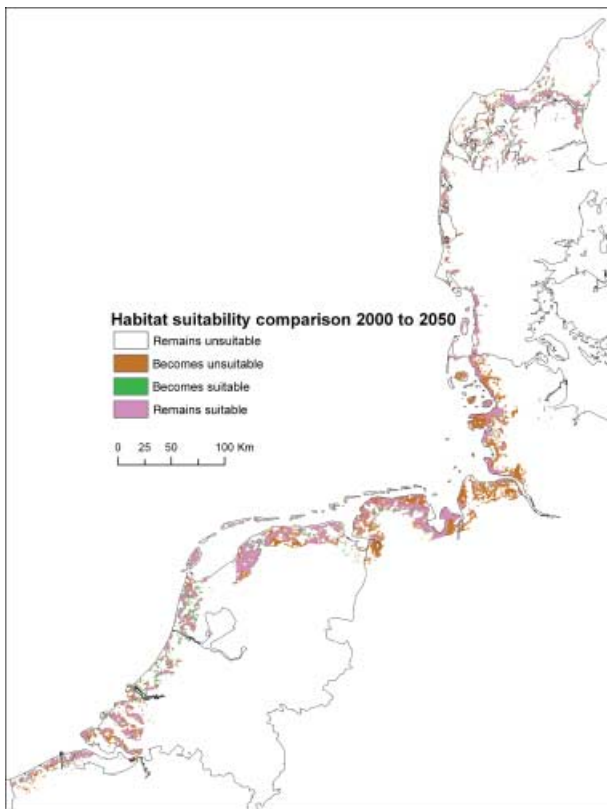 Habitat suitability comparison 2000 to 2050
Remains unsuitable
Becomes unsuitable
Becomes suitable
Remains suitable
0 25 50 100 Km